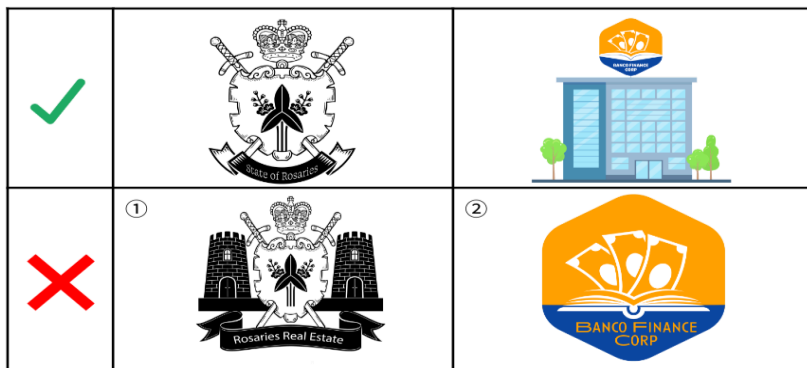 State of Rosaries
BANCO FINANCE
CORP
①
Rosaries Real Estate
②
BANCO FINANCE
CORP